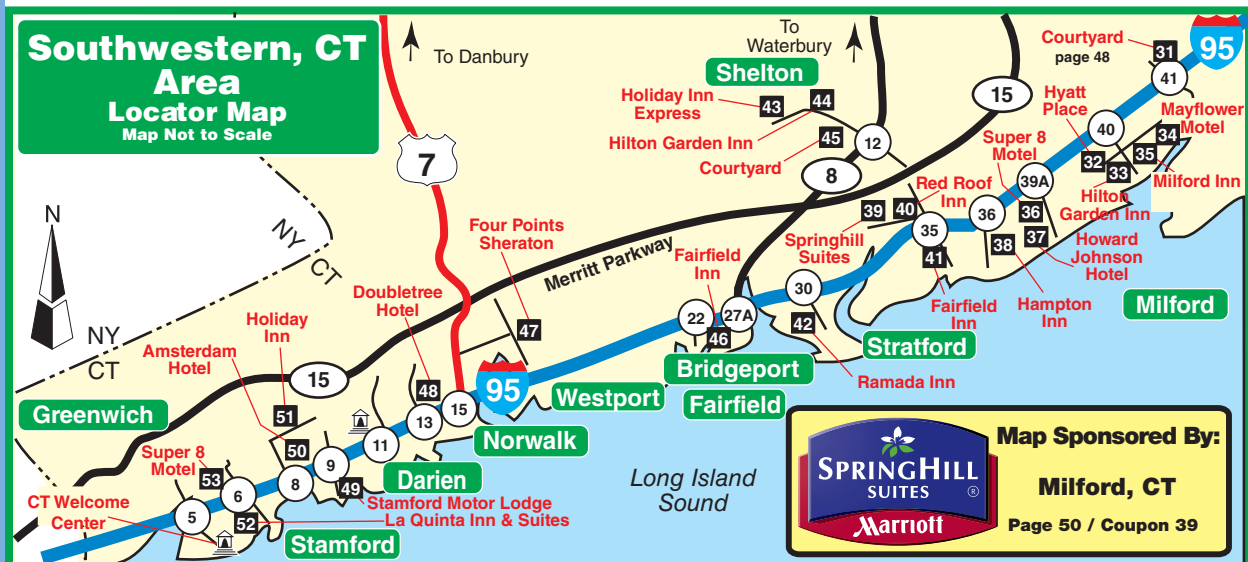 Southwestern, CT
Area
Locator Map
Map Not to Scale
To Danbury
To
Waterbury
Shelton
Courtyard
page 48
31
95
41
15
Holiday Inn
Express
43
44
Hilton Garden Inn
45
Courtyard
12
8
Hyatt
Place
40
Mayflower
Motel
34
35
32
33
Milford Inn
Hilton
Garden Inn
Super 8
Motel
39A
36
37
Howard
Johnson
Hotel
Red Roof
Inn
39
40
36
35
38
41
Springhill
Suites
Fairfield
Inn
Hampton
Inn
Milford
7
N
NY
CT
NY
CT
Four Points
Sheraton
47
Merritt Parkway
Fairfield
Inn
22
27A
46
30
42
Stratford
Ramada Inn
Bridgeport
Fairfield
Doubletree
Hotel
48
Holiday
Inn
Amsterdam
Hotel
15
51
50
95
Westport
15
13
11
Norwalk
Greenwich
9
8
Darien
49
Stamford Motor Lodge
Super 8
Motel
53
6
5
52
La Quinta Inn & Suites
CT Welcome
Center
Stamford
Long Island
Sound
SPRINGHILL
SUITES ®
Marriott
Map Sponsored By:
Milford, CT
Page 50 / Coupon 39